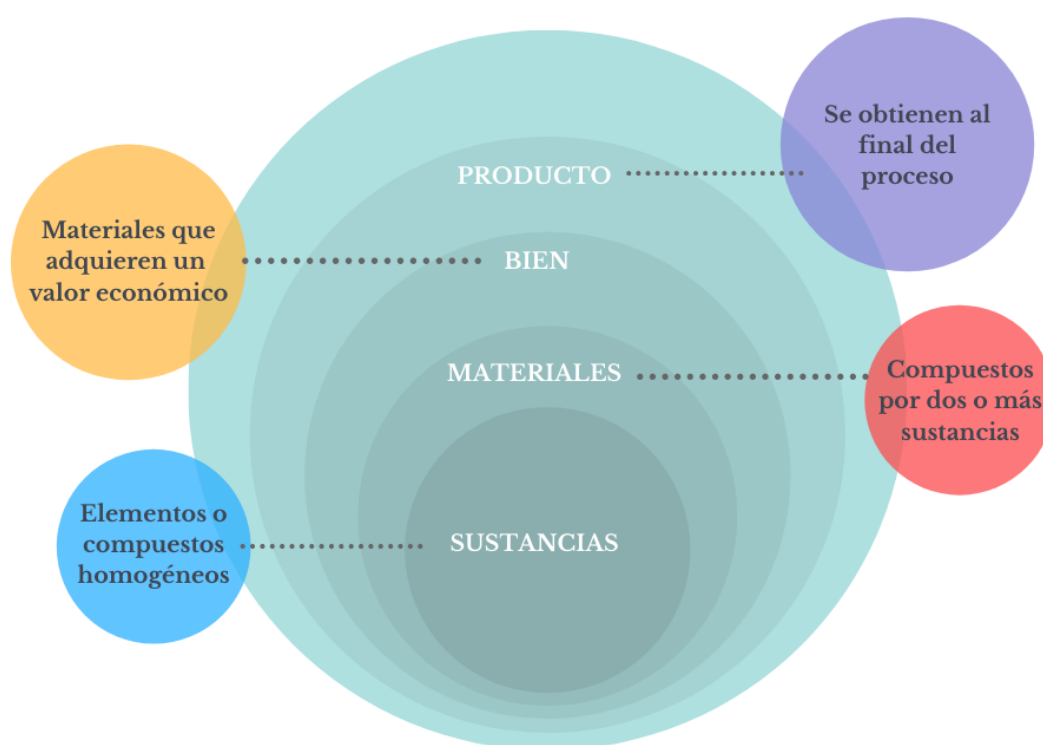 Se obtienen al
final del
proceso
PRODUCTO
Materiales que
adquieren un
valor económico
BIEN
MATERIALES
Compuestos
por dos o más
sustancias
Elementos o
compuestos
homogéneos
SUSTANCIAS